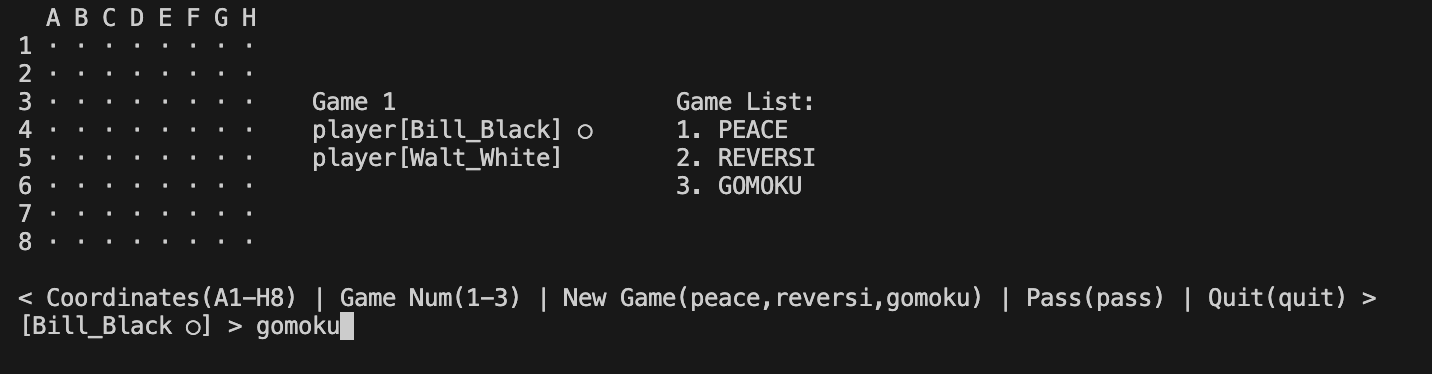 A B C D E F G H
1 · · · · · · · ·
2 · · · · · · · ·
3 · · · · · · · · Game 1 Game List:
4 · · · · · · · · player[Bill_Black] ○ 1. PEACE
5 · · · · · · · · player[Walt_White] 2. REVERSI
6 · · · · · · · · 3. GOMOKU
7 · · · · · · · ·
8 · · · · · · · ·
< Coordinates(A1-H8) | Game Num(1-3) | New Game(peace,reversi,gomoku) | Pass(pass) | Quit(quit) >
[Bill_Black ○] > gomoku